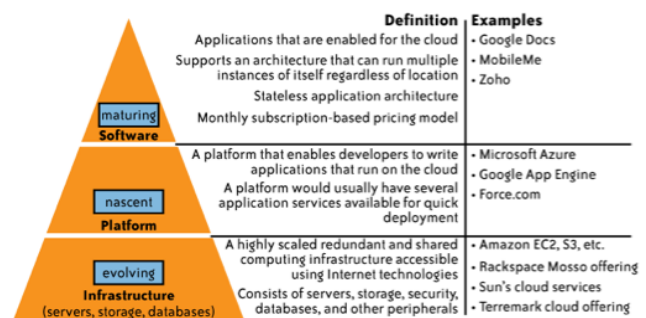 Definition
Examples
Applications that are enabled for the cloud
Supports an architecture that can run multiple
instances of itself regardless of location
Stateless application architecture
Monthly subscription-based pricing model
• Google Docs
• MobileMe
• Zoho
maturing
Software
A platform that enables developers to write
applications that run on the cloud
A platform would usually have several
application services available for quick
deployment
• Microsoft Azure
• Google App Engine
• Force.com
nascent
Platform
A highly scaled redundant and shared
computing infrastructure accessible
using Internet technologies
Consists of servers, storage, security,
databases, and other peripherals
• Amazon EC2, S3, etc.
• Rackspace Mosso offering
• Sun's cloud services
• Terremark cloud offering
evolving
Infrastructure
(servers, storage, databases)